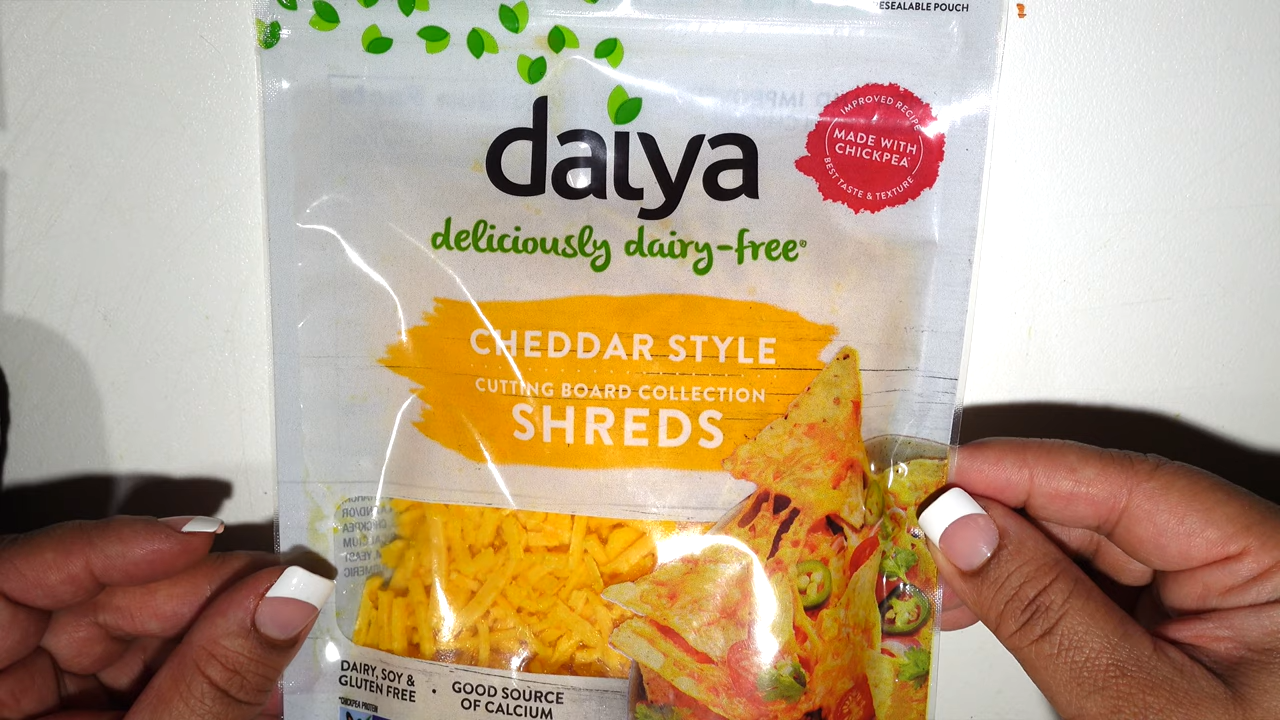 RESEALABLE POUCH
daiya
deliciously dairy-free®
IMPROVED RECIPE
MADE WITH
CHICKPEA*
BEST TASTE & TEXTURE
CHEDDAR STYLE
CUTTING BOARD COLLECTION
SHREDS
DAIRY, SOY &
GLUTEN FREE
•
GOOD SOURCE
OF CALCIUM
*CHICKPEA PROTEIN